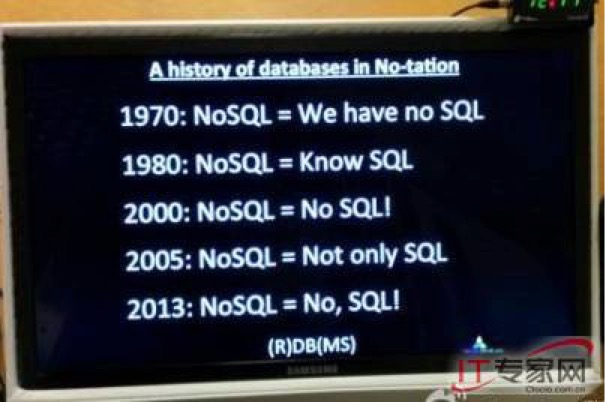 A history of databases in No-tation
1970: NoSQL = We have no SQL
1980: NoSQL = Know SQL
2000: NoSQL = No SQL!
2005: NoSQL = Not only SQL
2013: NoSQL = No, SQL!
(R)DB(MS)
SAMSUNG
IT专家网